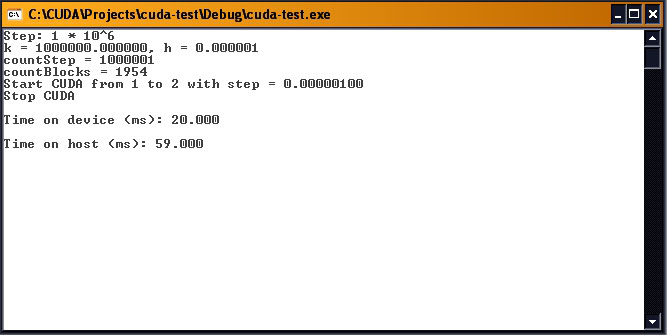 C:\CUDA\Projects\cuda-test\Debug\cuda-test.exe
Step: 1 * 10^6
k = 1000000.000000, h = 0.000001
countStep = 1000001
countBlocks = 1954
Start CUDA from 1 to 2 with step = 0.00000100
Stop CUDA
Time on device (ms): 20.000
Time on host (ms): 59.000